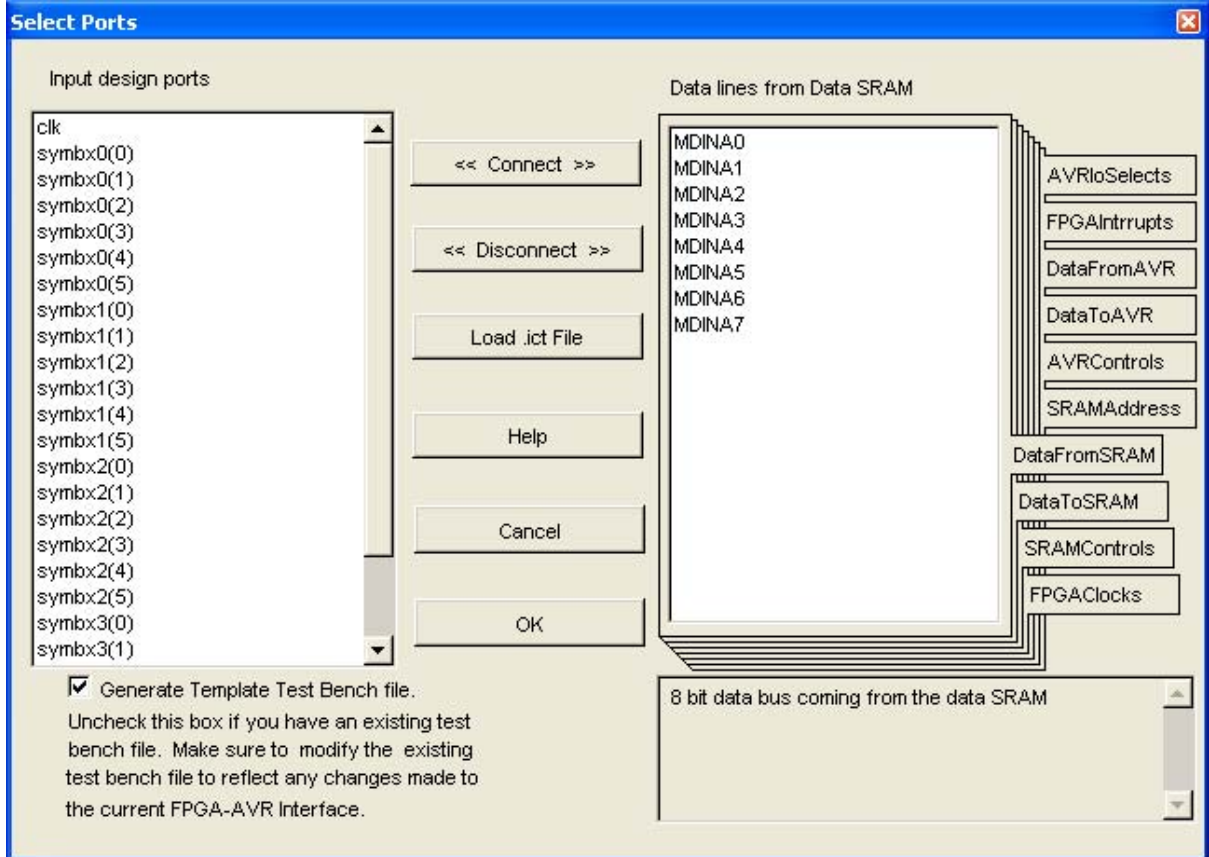 Select Ports
Input design ports
clk
symbx0(0)
symbx0(1)
symbx0(2)
symbx0(3)
symbx0(4)
symbx0(5)
symbx1(0)
symbx1(1)
symbx1(2)
symbx1(3)
symbx1(4)
symbx1(5)
symbx2(0)
symbx2(1)
symbx2(2)
symbx2(3)
symbx2(4)
symbx2(5)
symbx3(0)
symbx3(1)
<< Connect >>
<< Disconnect >>
Load .ict File
Help
Cancel
OK
Data lines from Data SRAM
MDINA0
MDINA1
MDINA2
MDINA3
MDINA4
MDINA5
MDINA6
MDINA7
AVRIoSelects
FPGAIntrrupts
DataFromAVR
DataToAVR
AVRControls
SRAMAddress
DataFromSRAM
DataToSRAM
SRAMControls
FPGAClocks
Generate Template Test Bench file.
Uncheck this box if you have an existing test
bench file. Make sure to modify the existing
test bench file to reflect any changes made to
the current FPGA-AVR Interface.
8 bit data bus coming from the data SRAM